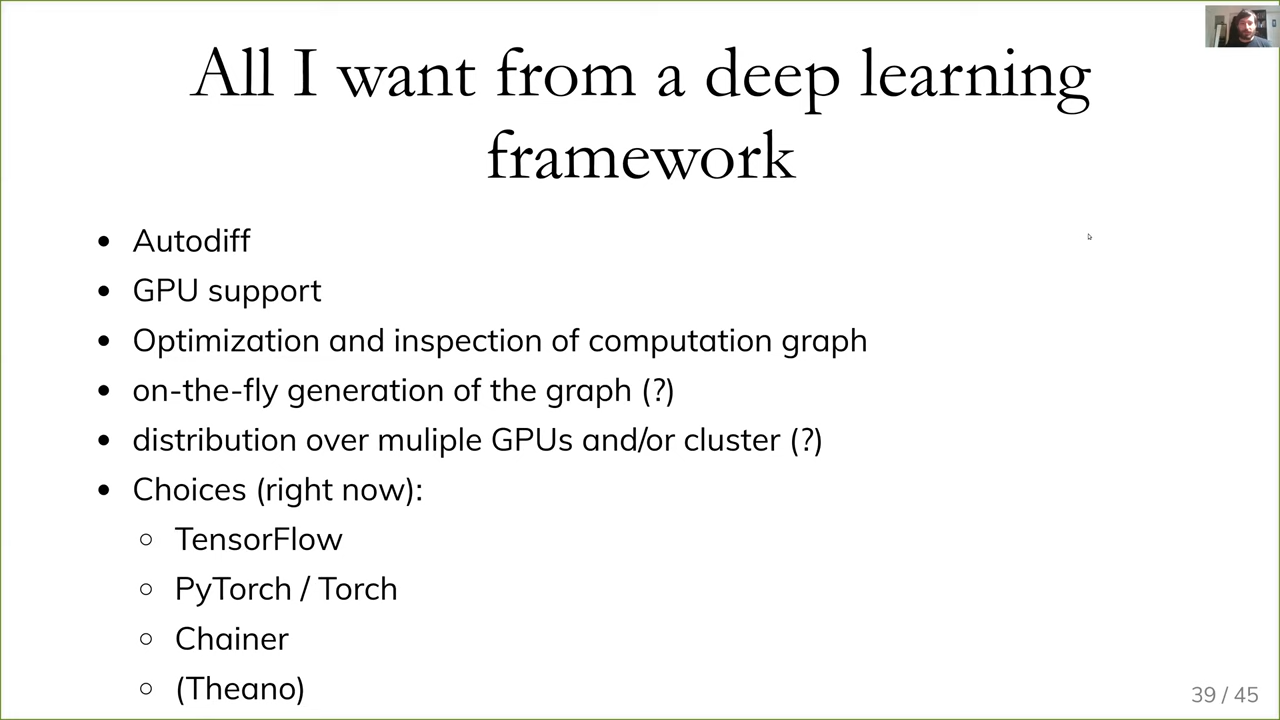 All I want from a deep learning
framework
• Autodiff
• GPU support
• Optimization and inspection of computation graph
• on-the-fly generation of the graph (?)
• distribution over muliple GPUs and/or cluster (?)
• Choices (right now):
○ TensorFlow
○ PyTorch / Torch
○ Chainer
○ (Theano)
39 / 45